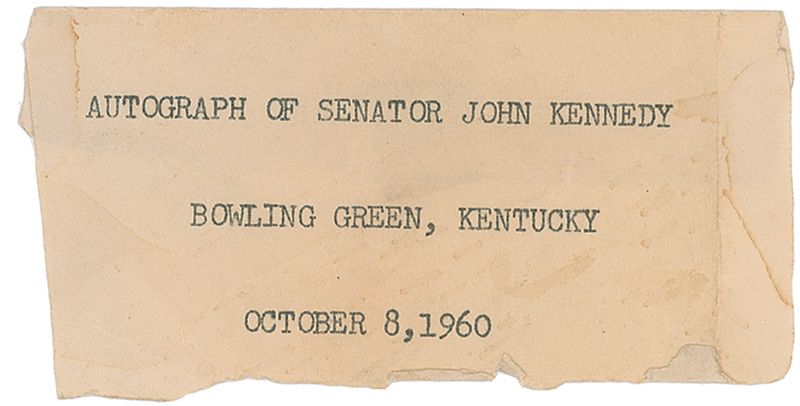 AUTOGRAPH OF SENATOR JOHN KENNEDY
BOWLING GREEN, KENTUCKY
OCTOBER 8,1960